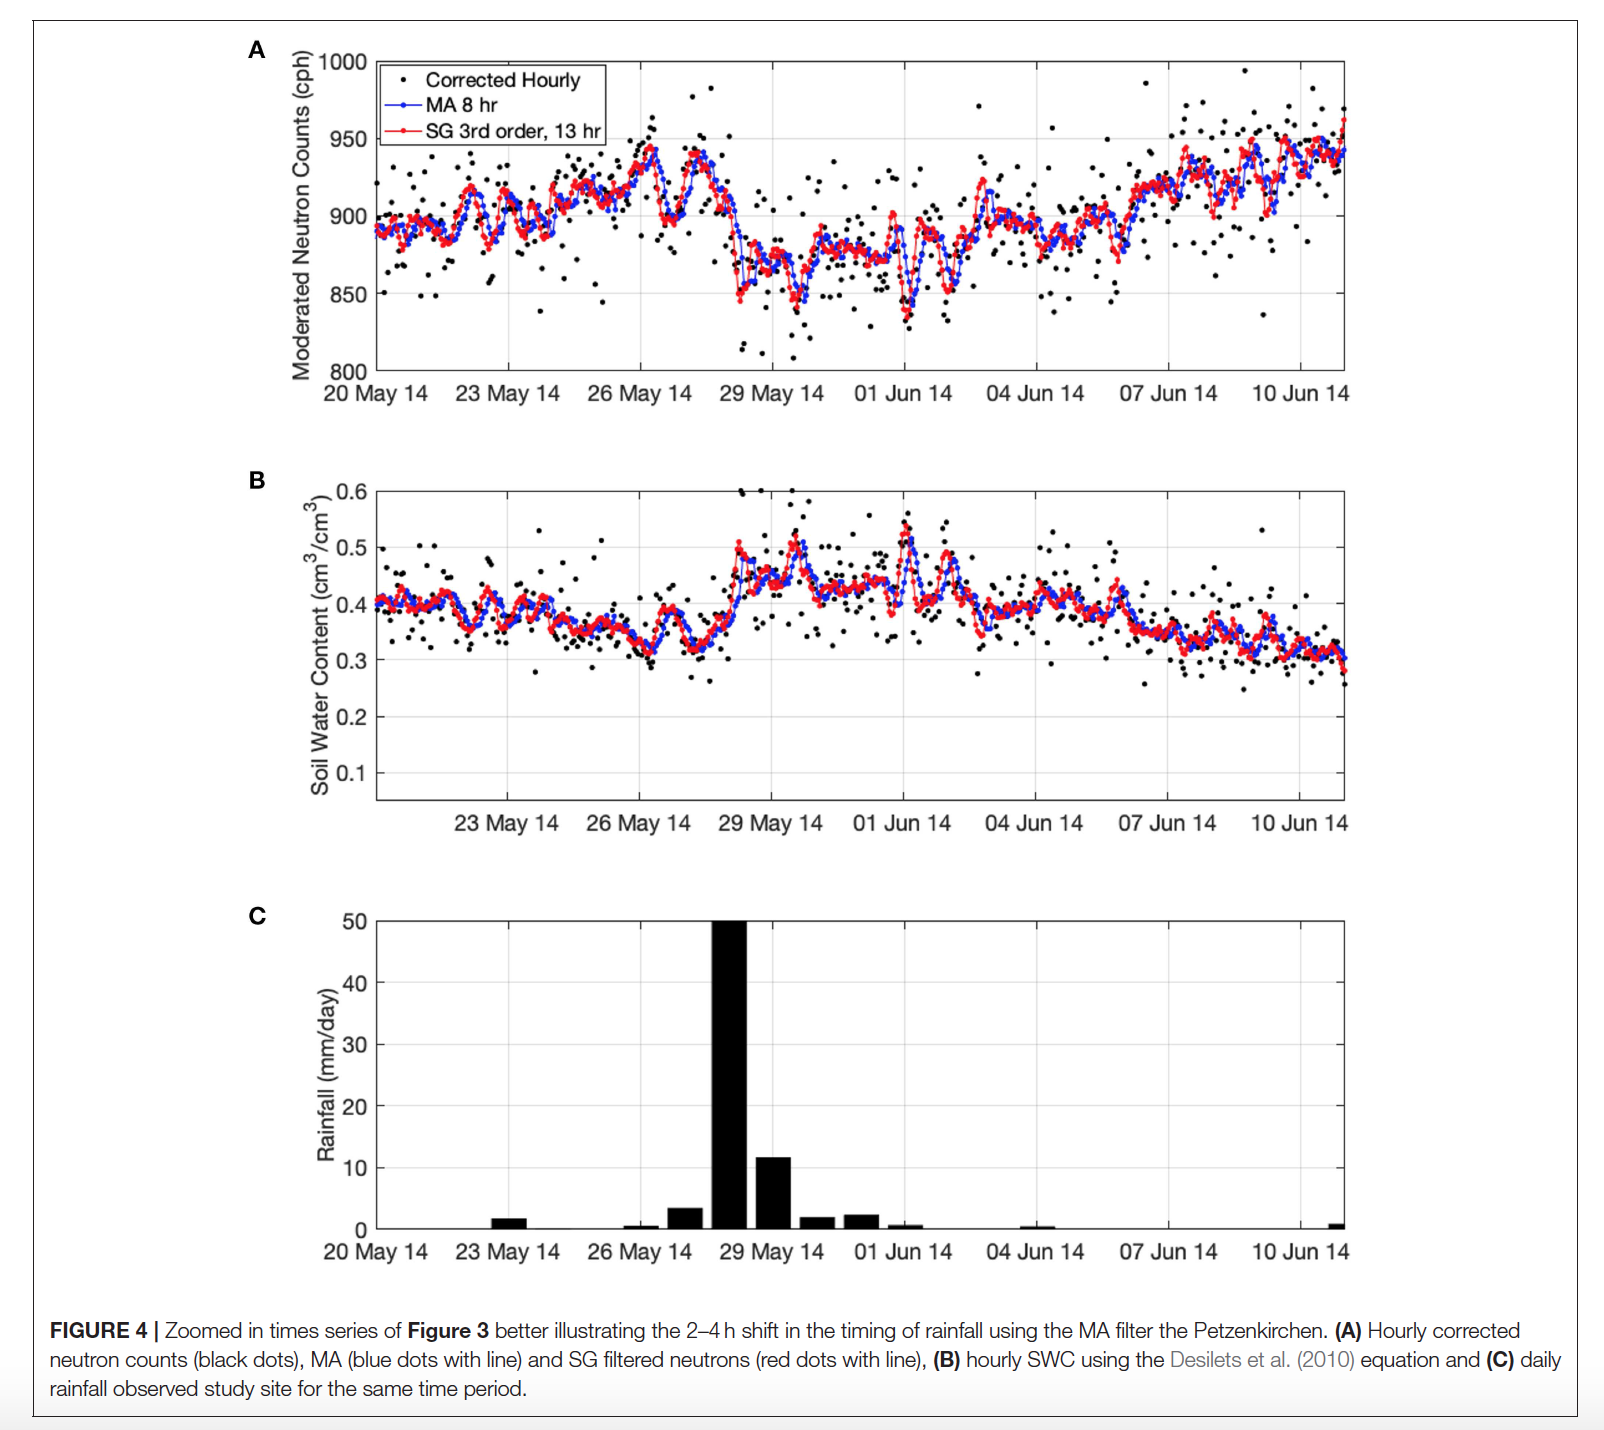 A
Moderated Neutron Counts (cph)
1000
950
900
850
800
Corrected Hourly
MA 8 hr
SG 3rd order, 13 hr
20 May 14 23 May 14 26 May 14 29 May 14 01 Jun 14 04 Jun 14 07 Jun 14 10 Jun 14
B
Soil Water Content (cm3/cm3)
0.6
0.5
0.4
0.3
0.2
0.1
23 May 14 26 May 14 29 May 14 01 Jun 14 04 Jun 14 07 Jun 14 10 Jun 14
C
Rainfall (mm/day)
50
40
30
20
10
0
20 May 14 23 May 14 26 May 14 29 May 14 01 Jun 14 04 Jun 14 07 Jun 14 10 Jun 14
FIGURE 4 | Zoomed in times series of Figure 3 better illustrating the 2–4 h shift in the timing of rainfall using the MA filter the Petzenkirchen. (A) Hourly corrected
neutron counts (black dots), MA (blue dots with line) and SG filtered neutrons (red dots with line), (B) hourly SWC using the Desilets et al. (2010) equation and (C) daily
rainfall observed study site for the same time period.